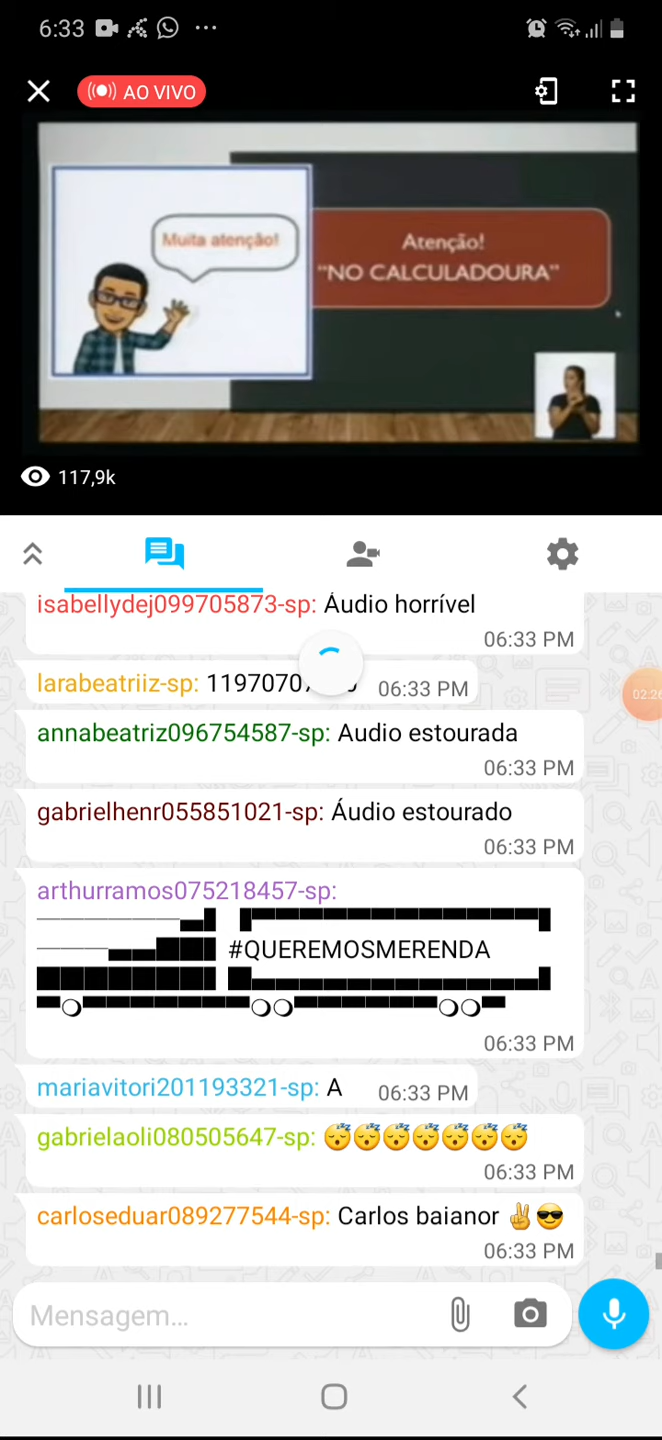 6:33
AO VIVO
Muita atenção!
Atenção!
"NO CALCULADOURA"
117,9k
isabellydej099705873-sp: Áudio horrível
06:33 PM
larabeatriiz-sp: 1197070
06:33 PM
02:26
annabeatriz096754587-sp: Audio estourada
06:33 PM
gabrielhenr055851021-sp: Áudio estourado
06:33 PM
arthurramos075218457-sp:
#QUEREMOSMERENDA
06:33 PM
mariavitori201193321-sp: A
06:33 PM
gabrielaoli080505647-sp: 😴😴😴😴😴😴😴
06:33 PM
carloseduar089277544-sp: Carlos baianor ✌😎
06:33 PM
Mensagem...